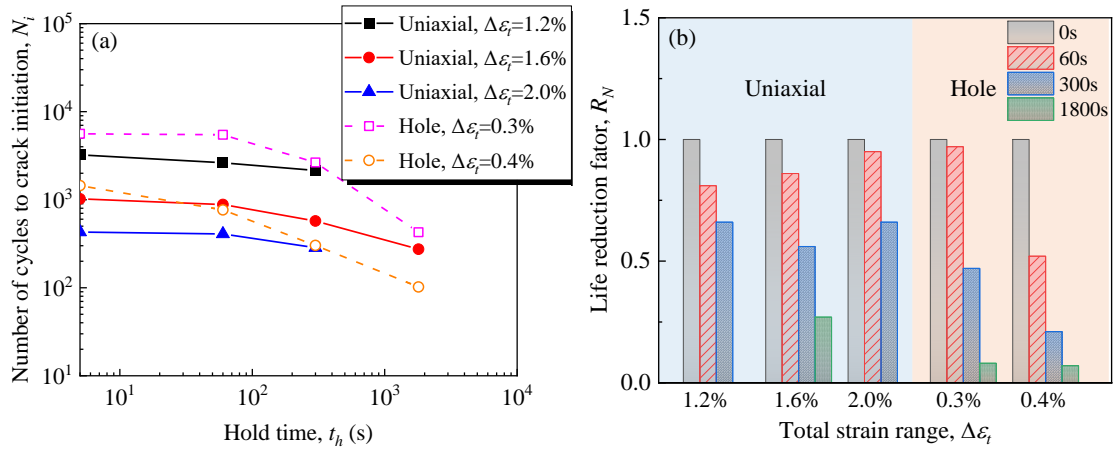 (a)
Uniaxial, Δε_t=1.2%
Uniaxial, Δε_t=1.6%
Uniaxial, Δε_t=2.0%
Hole, Δε_t=0.3%
Hole, Δε_t=0.4%
Number of cycles to crack initiation, N_i
10^5
10^4
10^3
10^2
10^1
10^1
10^2
10^3
10^4
Hold time, t_h (s)
(b)
0s
60s
300s
1800s
Uniaxial
Hole
Life reduction fator, R_N
1.5
1.0
0.5
0.0
1.2%
1.6%
2.0%
0.3%
0.4%
Total strain range, Δε_t